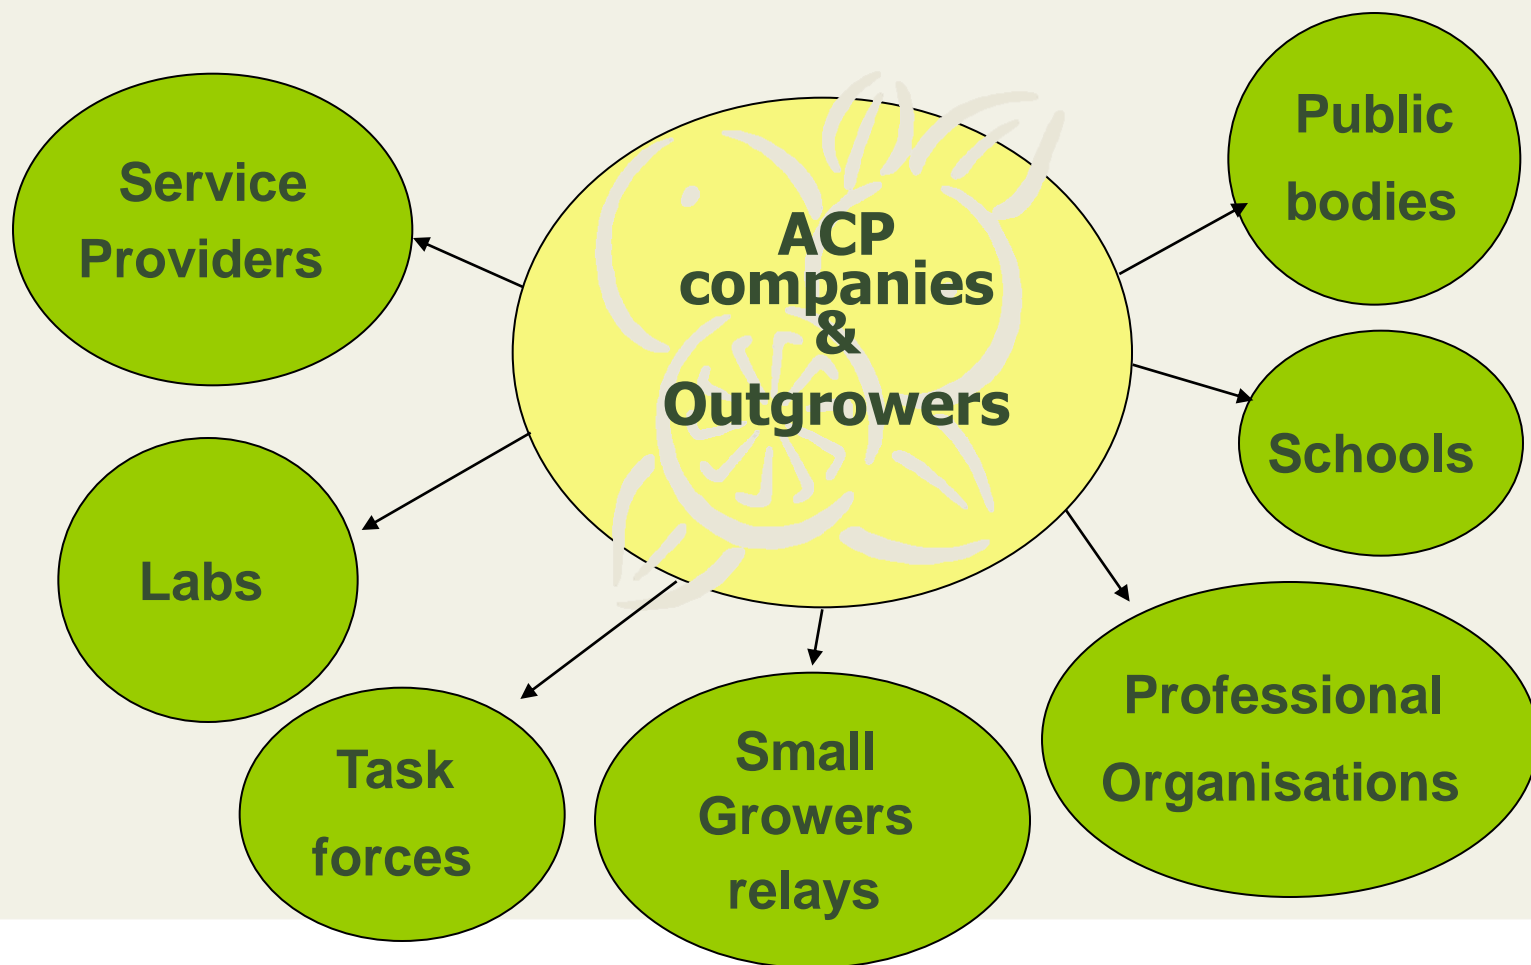 Service
Providers
ACP
companies
&
Outgrowers
Public
bodies
Schools
Labs
Task
forces
Small
Growers
relays
Professional
Organisations